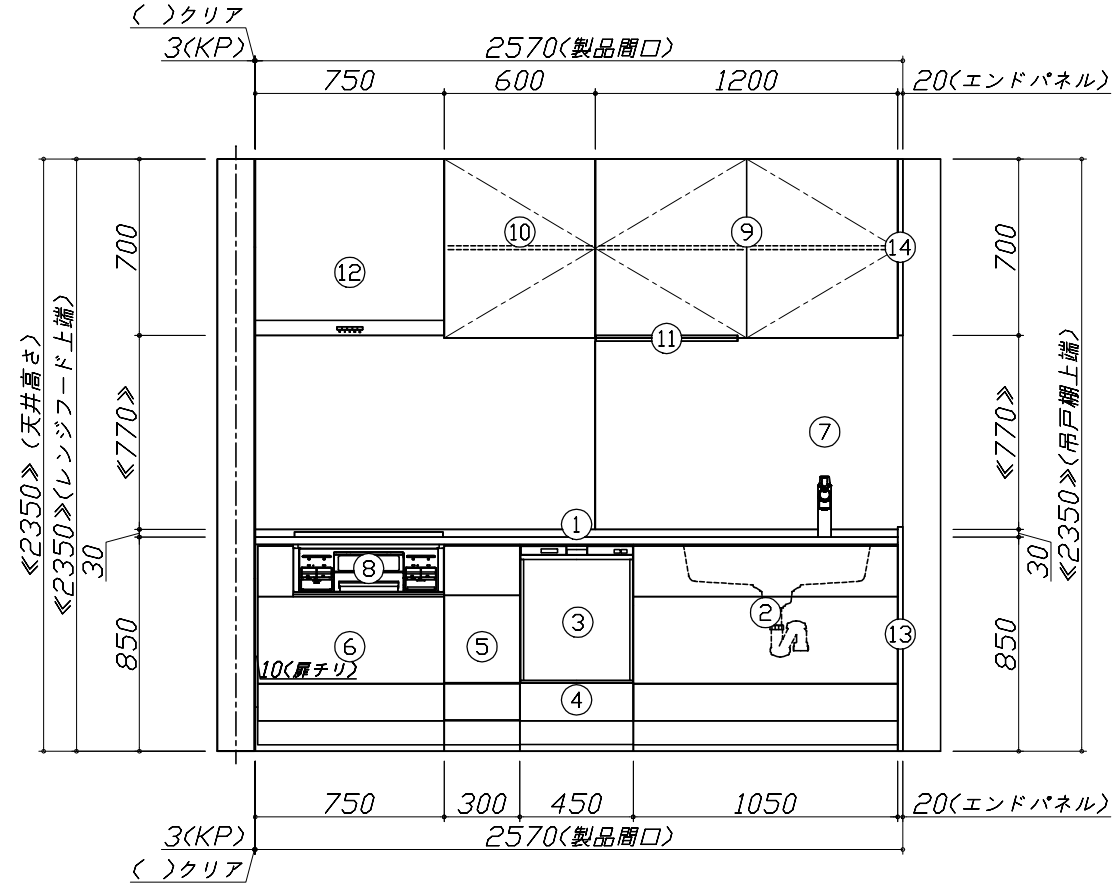 ( )クリア
3(KP)
2570(製品間口)
750
600
1200
20(エンドパネル)
700
≪770≫
30
850
≪2350≫(天井高さ)
≪2350≫(レンジフード上端)
700
≪770≫
30
850
≪2350≫(吊戸棚上端)
10
9
14
12
11
7
1
8
2
3
13
6
5
10(扉チリ)
4
750
300
450
1050
20(エンドパネル)
3(KP)
2570(製品間口)
( )クリア